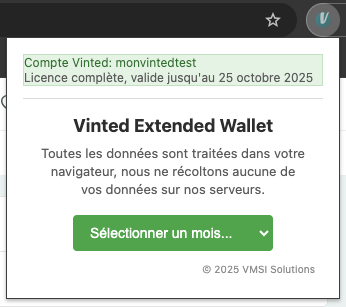 Compte Vinted: monvintedtest
Licence complète, valide jusqu'au 25 octobre 2025
Vinted Extended Wallet
Toutes les données sont traitées dans votre
navigateur, nous ne récoltons aucune de
vos données sur nos serveurs.
Sélectionner un mois...
© 2025 VMSI Solutions